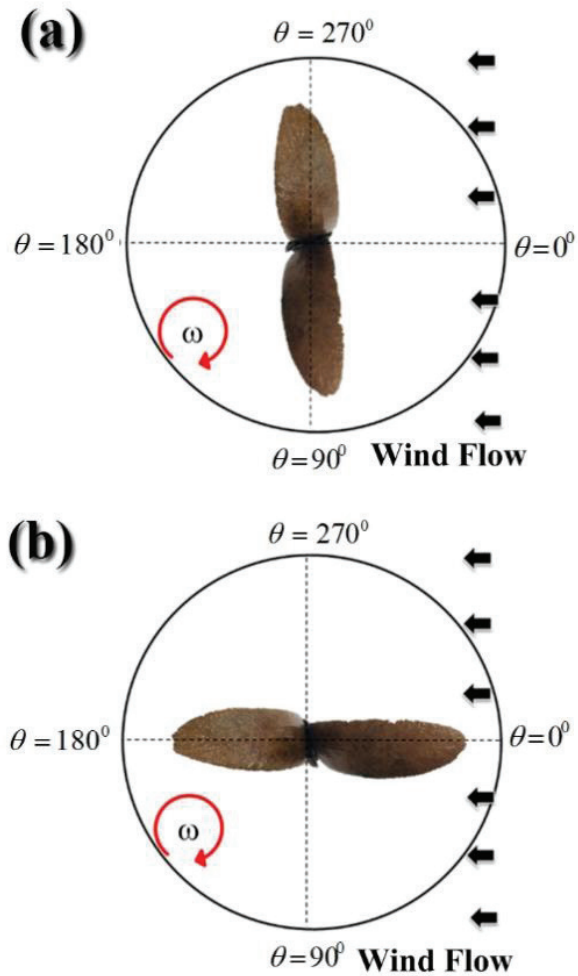 (a)
θ = 270⁰
θ = 180⁰
θ = 0⁰
ω
θ = 90⁰
Wind Flow
(b)
θ = 270⁰
θ = 180⁰
θ = 0⁰
ω
θ = 90⁰
Wind Flow